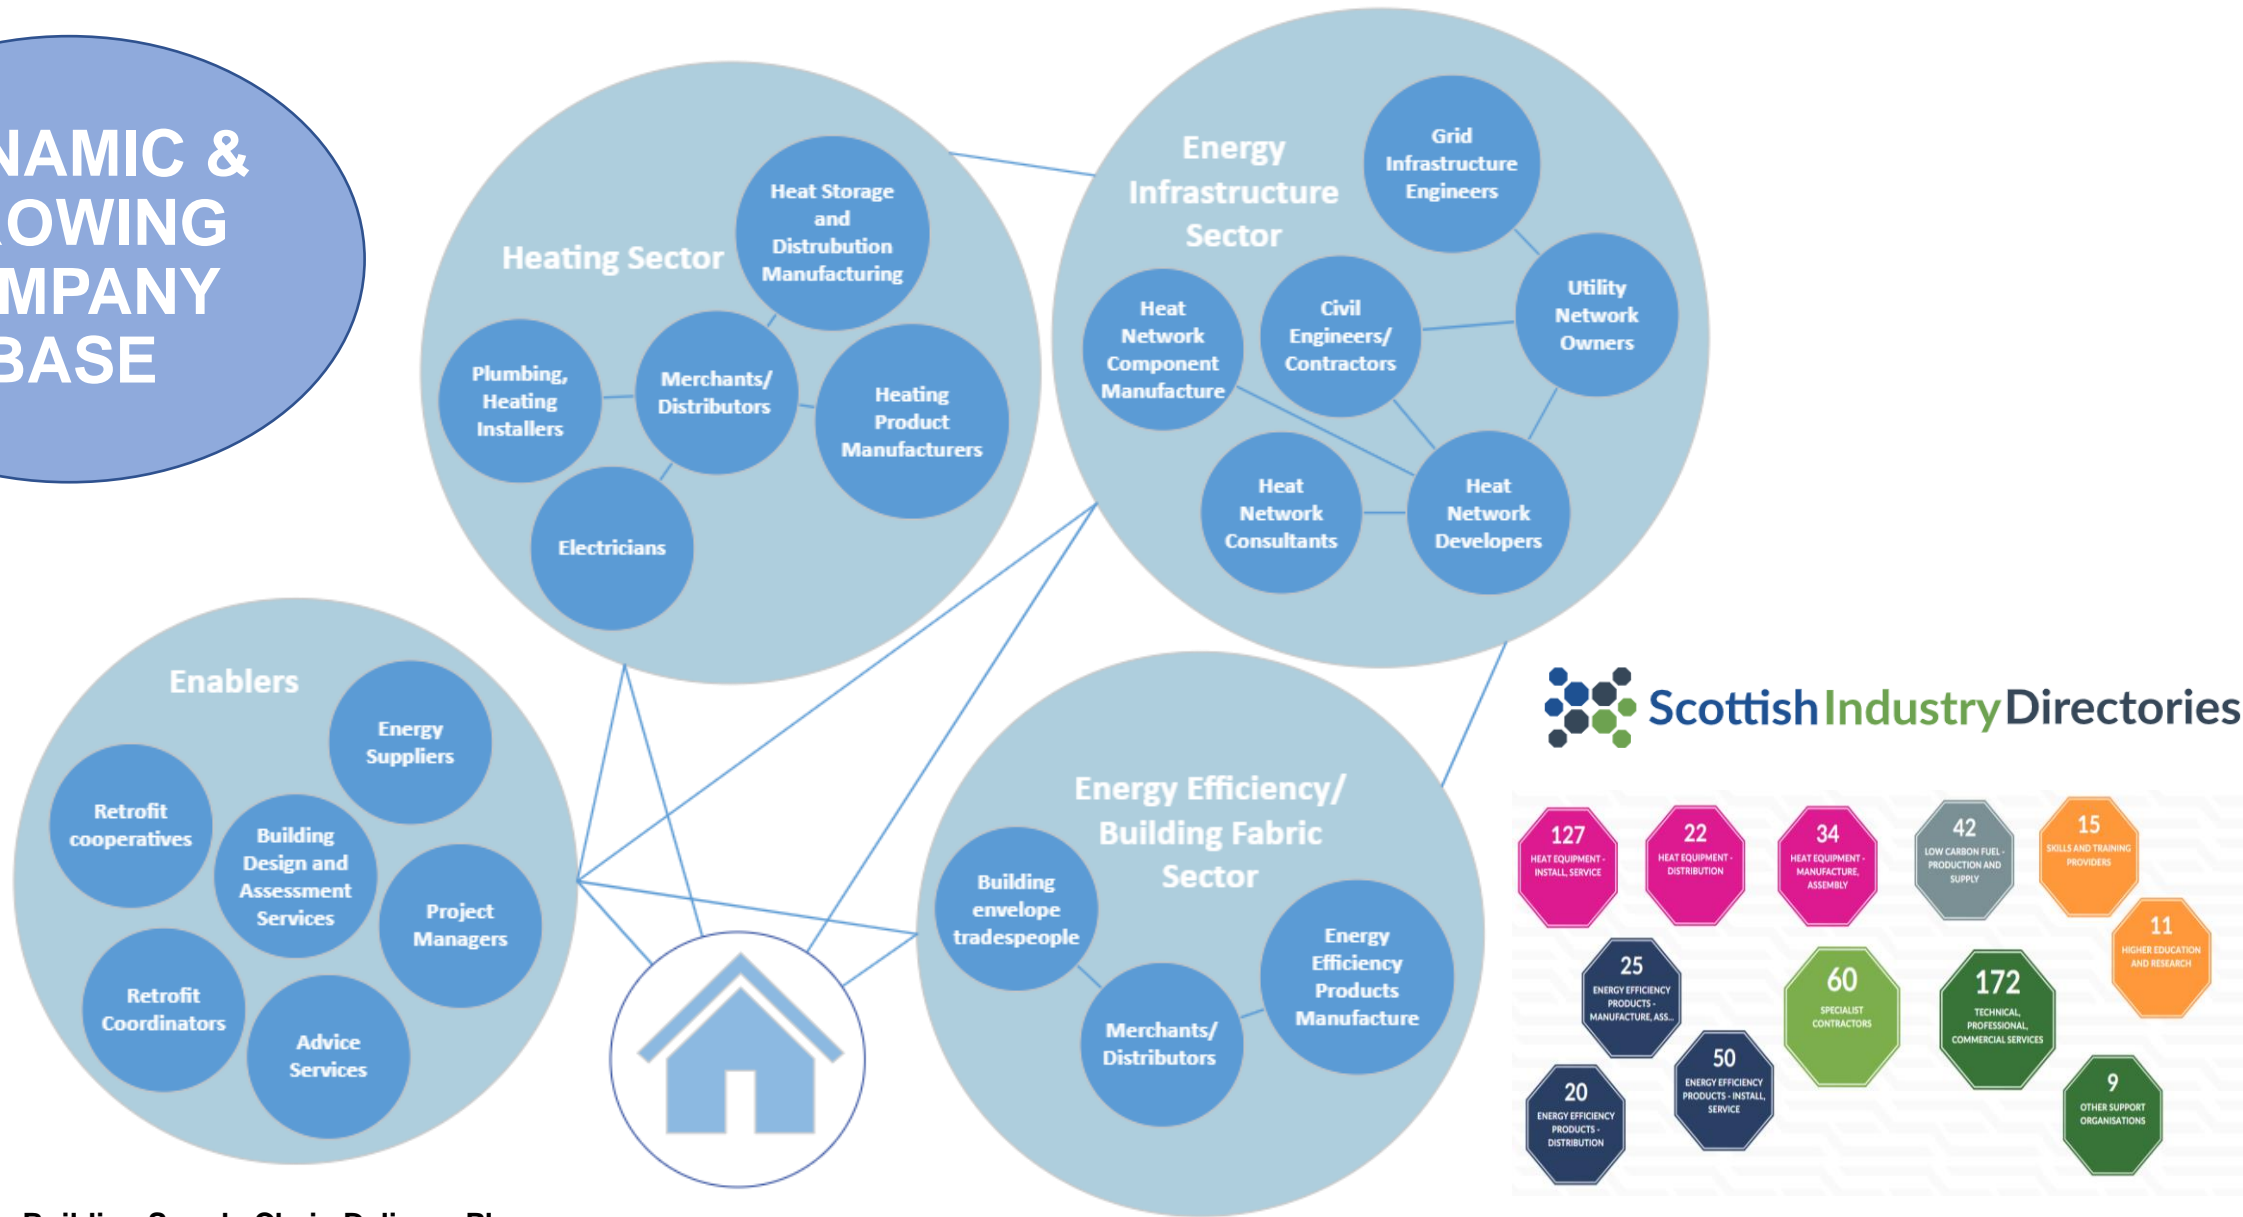 NAMIC &
ROWING
MPANY
BASE
Heating Sector
Heat Storage
and
Distrubution
Manufacturing
Plumbing,
Heating
Installers
Merchants/
Distributors
Heating
Product
Manufacturers
Electricians
Energy
Infrastructure
Sector
Grid
Infrastructure
Engineers
Heat
Network
Component
Manufacture
Civil
Engineers/
Contractors
Utility
Network
Owners
Heat
Network
Consultants
Heat
Network
Developers
Enablers
Energy
Suppliers
Retrofit
cooperatives
Building
Design and
Assessment
Services
Project
Managers
Retrofit
Coordinators
Advice
Services
Energy Efficiency/
Building Fabric
Sector
Building
envelope
tradespeople
Energy
Efficiency
Products
Manufacture
Merchants/
Distributors
Scottish Industry Directories
127
HEAT EQUIPMENT -
INSTALL, SERVICE
22
HEAT EQUIPMENT -
DISTRIBUTION
34
HEAT EQUIPMENT -
MANUFACTURE,
ASSEMBLY
42
LOW CARBON FUEL -
PRODUCTION AND
SUPPLY
15
SKILLS AND TRAINING
PROVIDERS
11
HIGHER EDUCATION
AND RESEARCH
25
ENERGY EFFICIENCY
PRODUCTS -
MANUFACTURE, ASS...
60
SPECIALIST
CONTRACTORS
172
TECHNICAL,
PROFESSIONAL,
COMMERCIAL SERVICES
20
ENERGY EFFICIENCY
PRODUCTS -
DISTRIBUTION
50
ENERGY EFFICIENCY
PRODUCTS - INSTALL,
SERVICE
9
OTHER SUPPORT
ORGANISATIONS